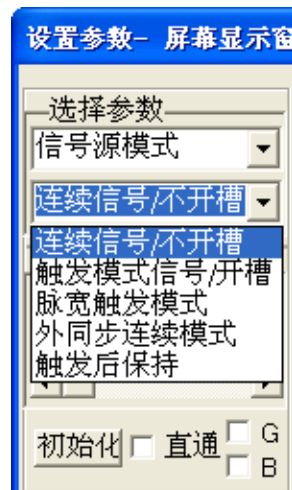 设置参数- 屏幕显示窗
选择参数
信号源模式
连续信号/不开槽
连续信号/不开槽
触发模式信号/开槽
脉宽触发模式
外同步连续模式
触发后保持
初始化 直通 G
B